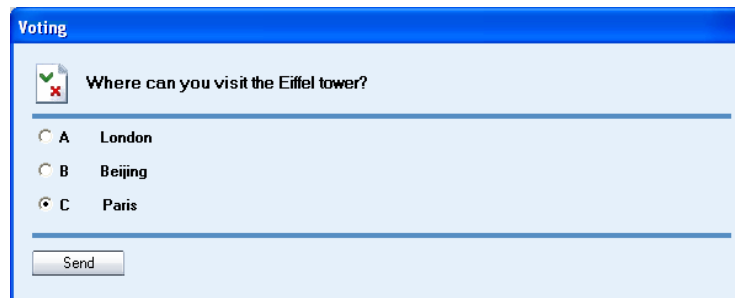 Voting
Where can you visit the Eiffel tower?
A London
B Beijing
C Paris
Send